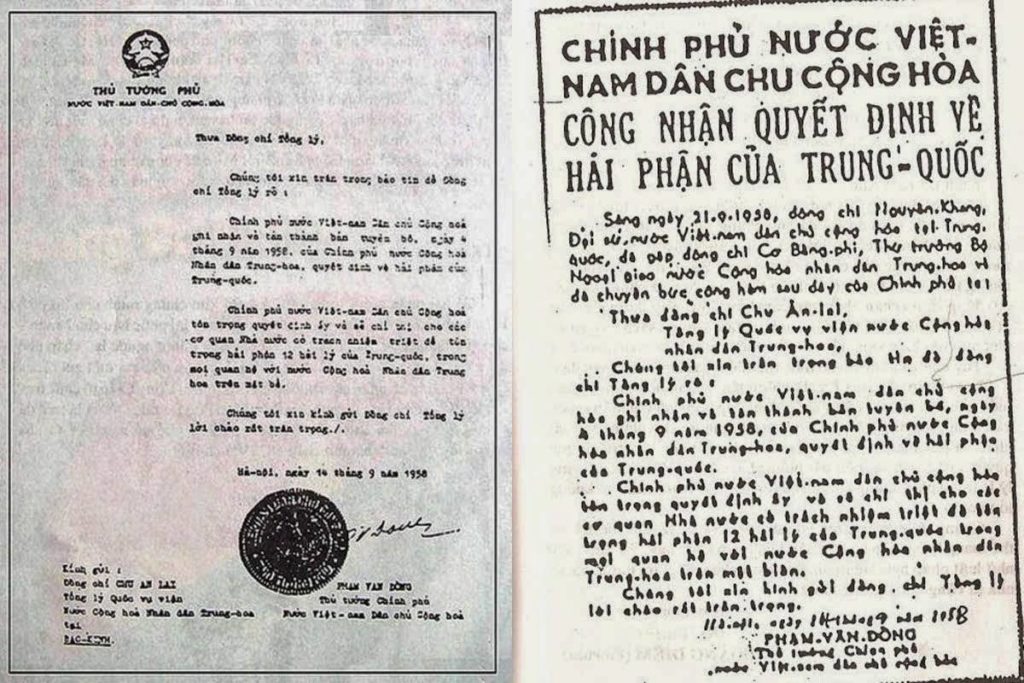 THỦ TƯỚNG PHỦ
NƯỚC VIỆT-NAM DÂN-CHỦ CỘNG-HÒA
Thưa Đồng chí Tổng lý,
Chúng tôi xin trân trọng báo tin để Đồng
chí Tổng lý rõ :
Chính phủ nước Việt-nam Dân chủ Cộng hoà
ghi nhận và tán thành bản tuyên bố, ngày 4
tháng 9 năm 1958, của Chính phủ nước Cộng hoà
Nhân dân Trung-hoa, quyết định về hải phận của
Trung-quốc.
Chính phủ nước Việt-nam Dân chủ Cộng hoà
tôn trọng quyết định ấy và sẽ chỉ thị cho các
cơ quan Nhà nước có trách nhiệm triệt để tôn
trọng hải phận 12 hải lý của Trung-quốc, trong
mọi quan hệ với nước Cộng hoà Nhân dân Trung
hoa trên mặt bể.
Chúng tôi xin kính gửi Đồng chí Tổng lý
lời chào rất trân trọng./.
Hà-nội, ngày 14 tháng 9 năm 1958
Kính gửi :
Đồng chí CHU AN LAI
Tổng lý Quốc vụ viện
Nước Cộng hoà Nhân dân Trung-hoa
tại
BẮC-KINH.
PHẠM VĂN ĐỒNG
Thủ tướng Chính phủ
Nước Việt-nam Dân chủ Cộng hoà
CHÍNH PHỦ NƯỚC VIỆT-
NAM DÂN CHU CỘNG HÒA
CÔNG NHẬN QUYẾT ĐỊNH VỀ
HẢI PHẬN CỦA TRUNG-QUỐC
Sáng ngày 21.9.1958, đồng chí Nguyễn.Khang,
Đại sứ nước Việt.nam dân chủ cộng hòa tại Trung.
quốc, đã gặp đồng chí Cơ Bằng.phi, Thứ trưởng Bộ
Ngoại giao nước Cộng hòa nhân dân Trung.hoa và
đã chuyển bức công hàm sau đây của Chính phủ ta:
"Thưa đồng chí Chu Ân-lai,
Tổng lý Quốc vụ viện nước Cộng hòa
nhân dân Trung-hoa,
Chúng tôi xin trân trọng báo tin để đồng
chí Tổng lý rõ:
Chính phủ nước Việt-nam dân chủ cộng
hòa ghi nhận và tán thành bản tuyên bố, ngày
4 tháng 9 năm 1958, của Chính phủ nước Cộng
hòa nhân dân Trung-hoa, quyết định về hải phận
của Trung-quốc.
Chính phủ nước Việt.nam dân chủ cộng hòa
tôn trọng quyết định ấy và sẽ chỉ thị cho các
cơ quan Nhà nước có trách nhiệm triệt để tôn
trọng hải phận 12 hải lý của Trung-quốc trong
mọi quan hệ với nước Cộng hòa nhân dân
Trung-hoa trên mặt biển.
Chúng tôi xin kính gửi đồng chí Tổng lý
lời chào rất trân trọng.
Hà-nội, ngày 14 tháng 9 năm 1958
PHẠM-VĂN-ĐỒNG
Thủ tướng Chính phủ
nước Việt.nam dân chủ cộng hòa